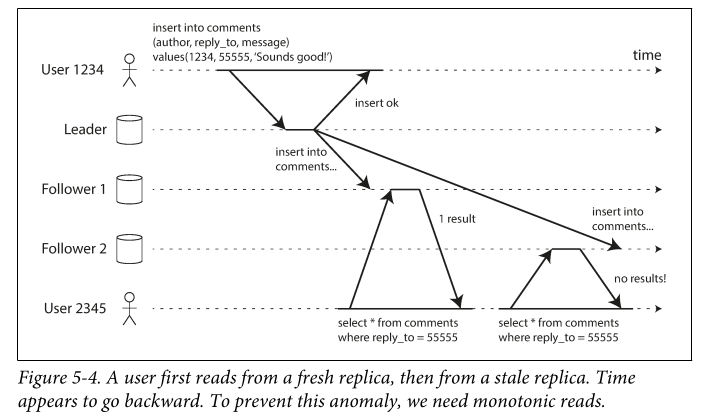 insert into comments
(author, reply_to, message)
values(1234, 55555, 'Sounds good!')
time
User 1234
insert ok
Leader
insert into
comments...
Follower 1
1 result
insert into
comments...
Follower 2
no results!
User 2345
select * from comments
where reply_to = 55555
select * from comments
where reply_to = 55555
Figure 5-4. A user first reads from a fresh replica, then from a stale replica. Time
appears to go backward. To prevent this anomaly, we need monotonic reads.